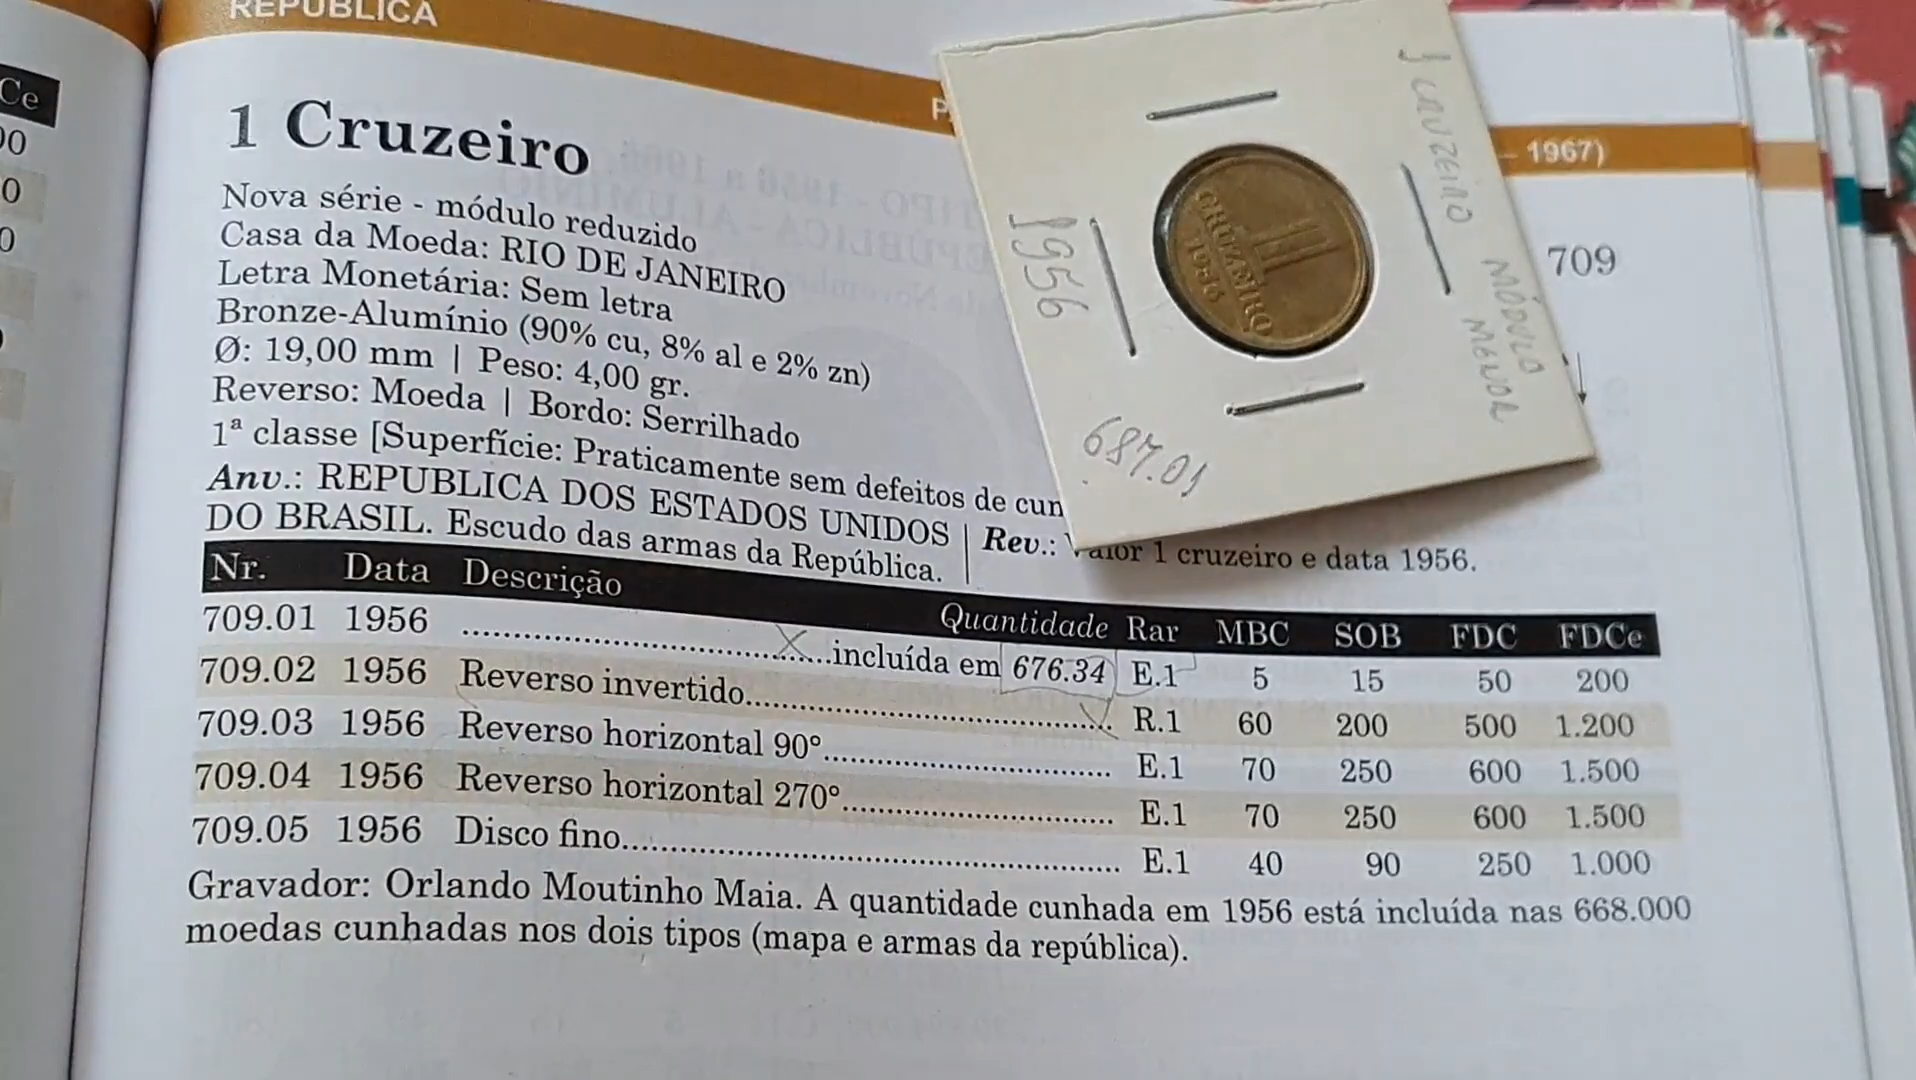 REPUBLICA
1967)
1 Cruzeiro
Nova série - módulo reduzido
Casa da Moeda: RIO DE JANEIRO
Letra Monetária: Sem letra
Bronze-Alumínio (90% cu, 8% al e 2% zn)
Ø: 19,00 mm | Peso: 4,00 gr.
Reverso: Moeda | Bordo: Serrilhado
1ª classe [Superfície: Praticamente sem defeitos de
Anv.: REPUBLICA DOS ESTADOS UNIDOS
DO BRASIL. Escudo das armas da República.
Rev.: Valor 1 cruzeiro e data 1956.
709
1 CRUZEIRO
MÓDULO
MENOR
1956
687.01
1
CRUZEIRO
1956
Nr. Data Descrição Quantidade Rar MBC SOB FDC FDCe
709.01 1956 ....incluída em 676.34 E.1 5 15 50 200
709.02 1956 Reverso invertido.... R.1 60 200 500 1.200
709.03 1956 Reverso horizontal 90°.... E.1 70 250 600 1.500
709.04 1956 Reverso horizontal 270°.... E.1 70 250 600 1.500
709.05 1956 Disco fino.... E.1 40 90 250 1.000
Gravador: Orlando Moutinho Maia. A quantidade cunhada em 1956 está incluída nas 668.000
moedas cunhadas nos dois tipos (mapa e armas da república).
Ce